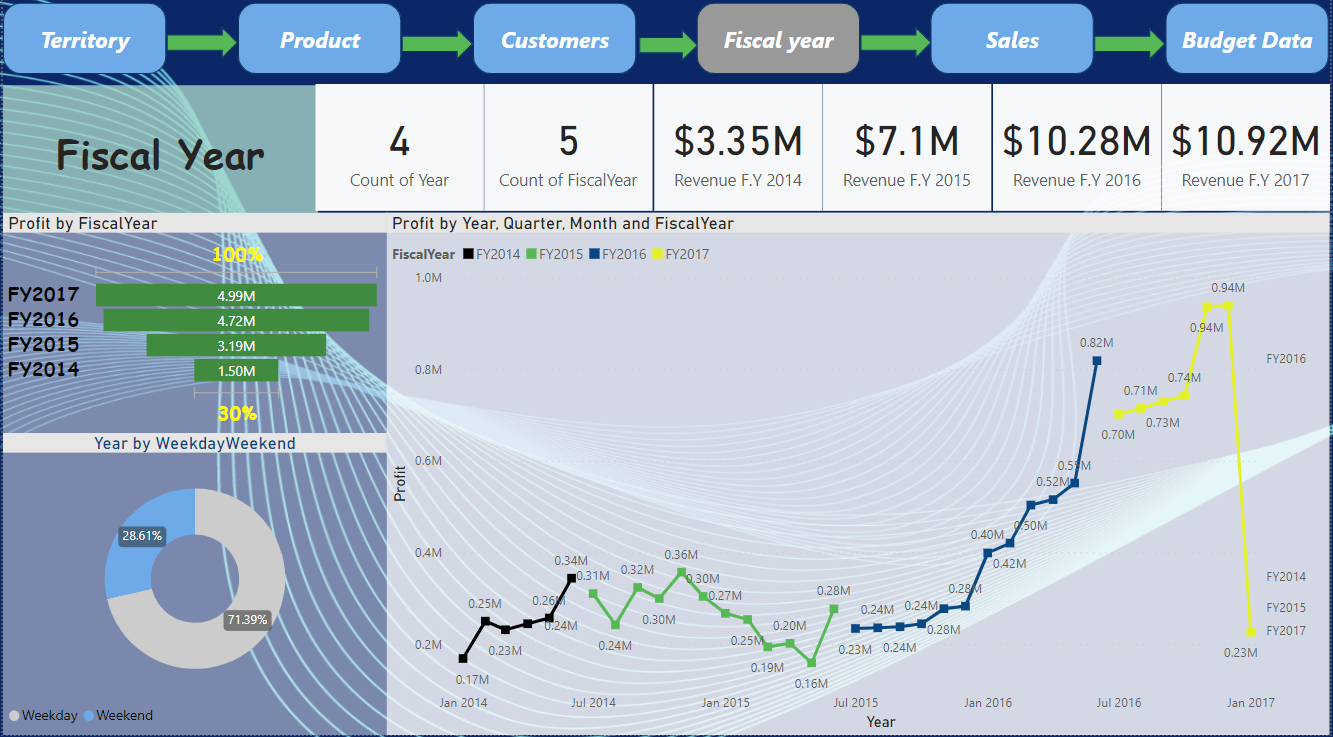 Territory
Product
Customers
Fiscal year
Sales
Budget Data
Fiscal Year
4
Count of Year
5
Count of FiscalYear
$3.35M
Revenue F.Y 2014
$7.1M
Revenue F.Y 2015
$10.28M
Revenue F.Y 2016
$10.92M
Revenue F.Y 2017
Profit by FiscalYear
100%
FY2017 4.99M
FY2016 4.72M
FY2015 3.19M
FY2014 1.50M
30%
Year by WeekdayWeekend
28.61%
71.39%
Weekday Weekend
Profit by Year, Quarter, Month and FiscalYear
FiscalYear FY2014 FY2015 FY2016 FY2017
1.0M
0.8M
0.6M
0.4M
0.2M
Profit
0.17M
0.25M
0.23M
0.26M
0.24M
0.34M
0.31M
0.24M
0.32M
0.30M
0.36M
0.30M
0.27M
0.25M
0.19M
0.20M
0.16M
0.28M
0.23M
0.24M
0.24M
0.24M
0.28M
0.28M
0.40M
0.42M
0.50M
0.52M
0.55M
0.82M
0.70M
0.71M
0.73M
0.74M
0.94M
0.94M
0.23M
FY2016
FY2014
FY2015
FY2017
Jan 2014
Jul 2014
Jan 2015
Jul 2015
Jan 2016
Jul 2016
Jan 2017
Year